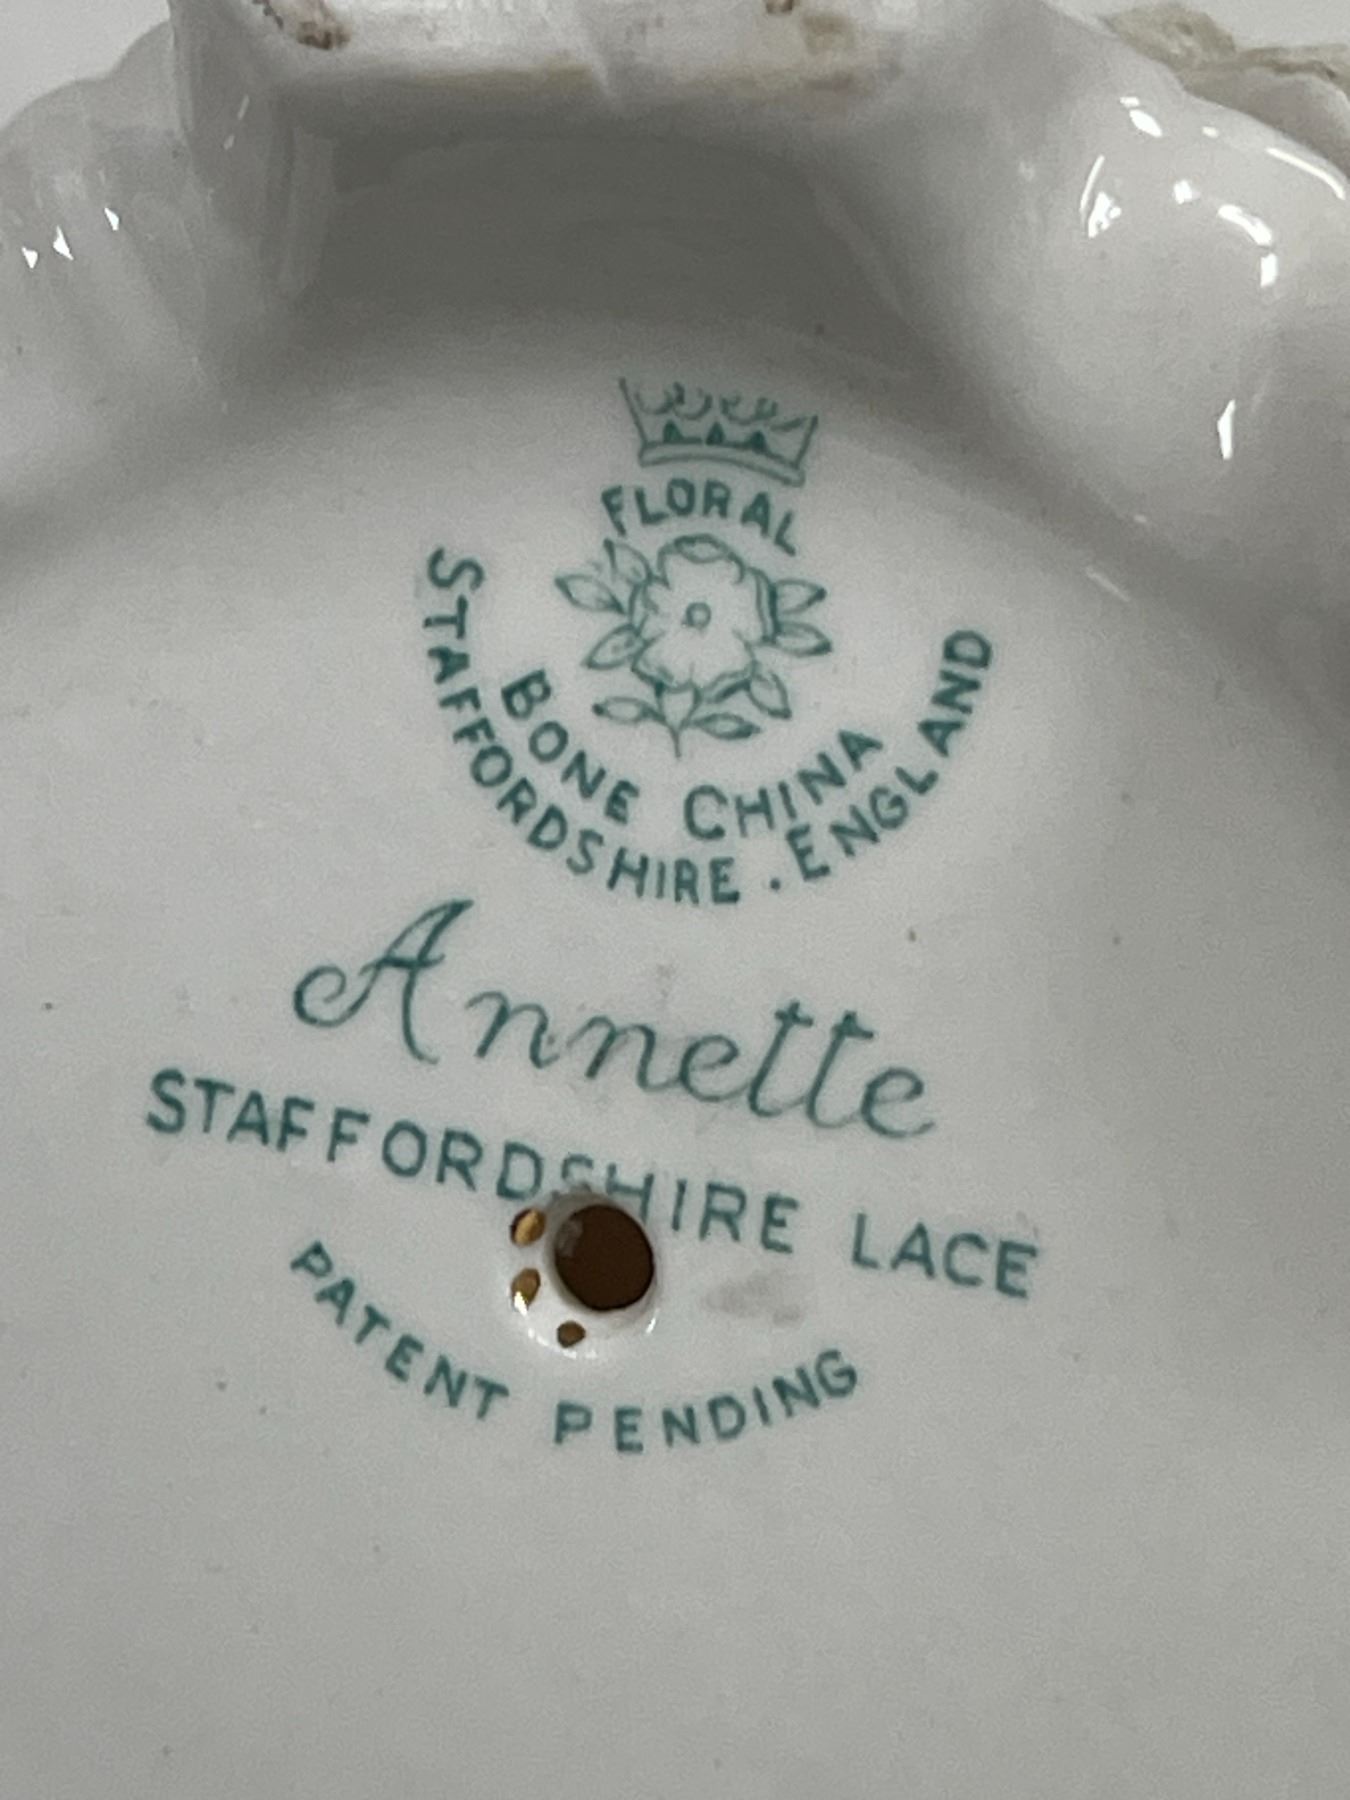 FLORAL
BONE CHINA
STAFFORDSHIRE . ENGLAND
Annette
STAFFORDSHIRE LACE
PATENT PENDING